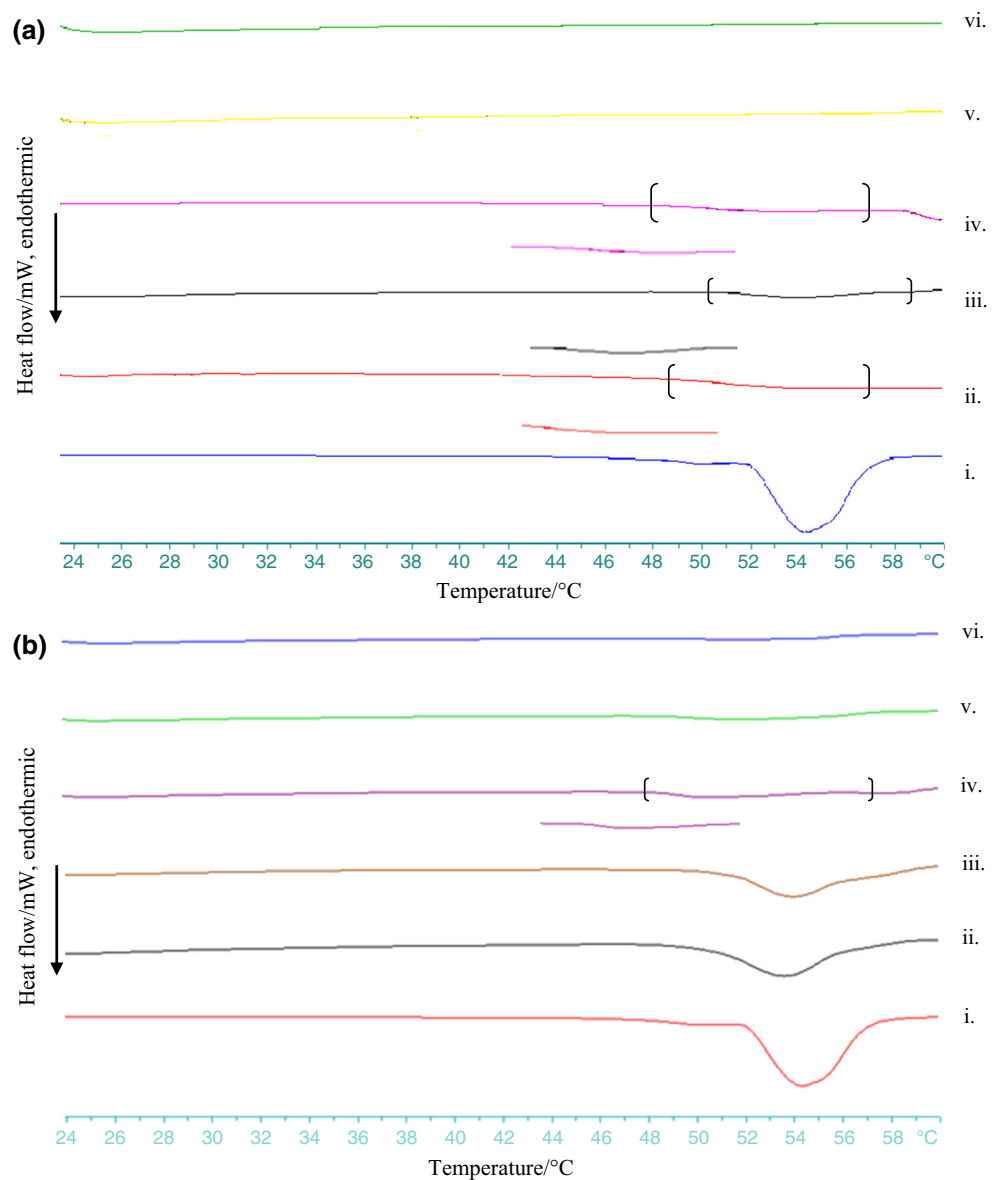 (a)
vi.
v.
iv.
iii.
ii.
i.
Heat flow/mW, endothermic
24 26 28 30 32 34 36 38 40 42 44 46 48 50 52 54 56 58 °C
Temperature/°C
(b)
vi.
v.
iv.
iii.
ii.
i.
Heat flow/mW, endothermic
24 26 28 30 32 34 36 38 40 42 44 46 48 50 52 54 56 58 °C
Temperature/°C